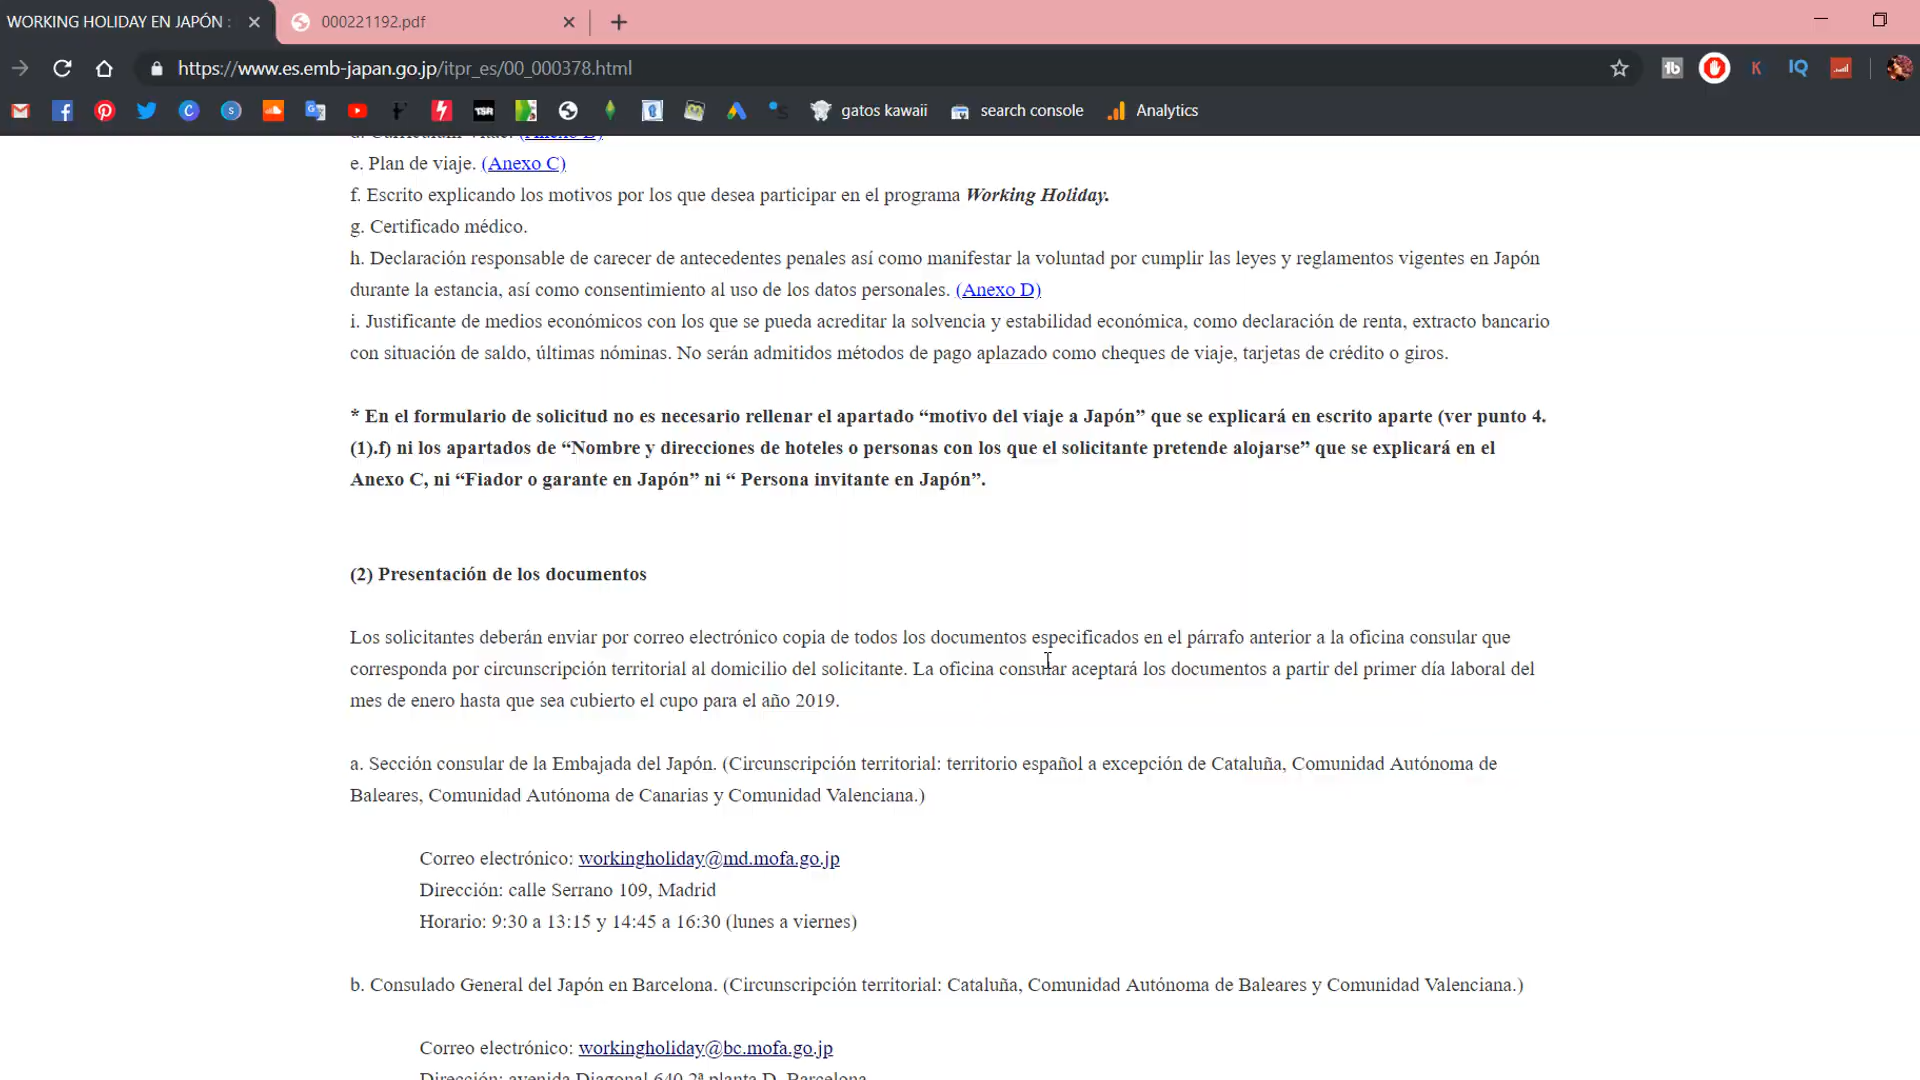 WORKING HOLIDAY EN JAPÓN :
000221192.pdf
https://www.es.emb-japan.go.jp/itpr_es/00_000378.html
gatos kawaii
search console
Analytics
e. Plan de viaje. (Anexo C)
f. Escrito explicando los motivos por los que desea participar en el programa Working Holiday.
g. Certificado médico.
h. Declaración responsable de carecer de antecedentes penales así como manifestar la voluntad por cumplir las leyes y reglamentos vigentes en Japón
durante la estancia, así como consentimiento al uso de los datos personales. (Anexo D)
i. Justificante de medios económicos con los que se pueda acreditar la solvencia y estabilidad económica, como declaración de renta, extracto bancario
con situación de saldo, últimas nóminas. No serán admitidos métodos de pago aplazado como cheques de viaje, tarjetas de crédito o giros.
* En el formulario de solicitud no es necesario rellenar el apartado “motivo del viaje a Japón” que se explicará en escrito aparte (ver punto 4.
(1).f) ni los apartados de “Nombre y direcciones de hoteles o personas con los que el solicitante pretende alojarse” que se explicará en el
Anexo C, ni “Fiador o garante en Japón” ni “ Persona invitante en Japón”.
(2) Presentación de los documentos
Los solicitantes deberán enviar por correo electrónico copia de todos los documentos especificados en el párrafo anterior a la oficina consular que
corresponda por circunscripción territorial al domicilio del solicitante. La oficina consular aceptará los documentos a partir del primer día laboral del
mes de enero hasta que sea cubierto el cupo para el año 2019.
a. Sección consular de la Embajada del Japón. (Circunscripción territorial: territorio español a excepción de Cataluña, Comunidad Autónoma de
Baleares, Comunidad Autónoma de Canarias y Comunidad Valenciana.)
Correo electrónico: workingholiday@md.mofa.go.jp
Dirección: calle Serrano 109, Madrid
Horario: 9:30 a 13:15 y 14:45 a 16:30 (lunes a viernes)
b. Consulado General del Japón en Barcelona. (Circunscripción territorial: Cataluña, Comunidad Autónoma de Baleares y Comunidad Valenciana.)
Correo electrónico: workingholiday@bc.mofa.go.jp
Dirección: avenida Diagonal 640 2ª planta D, Barcelona